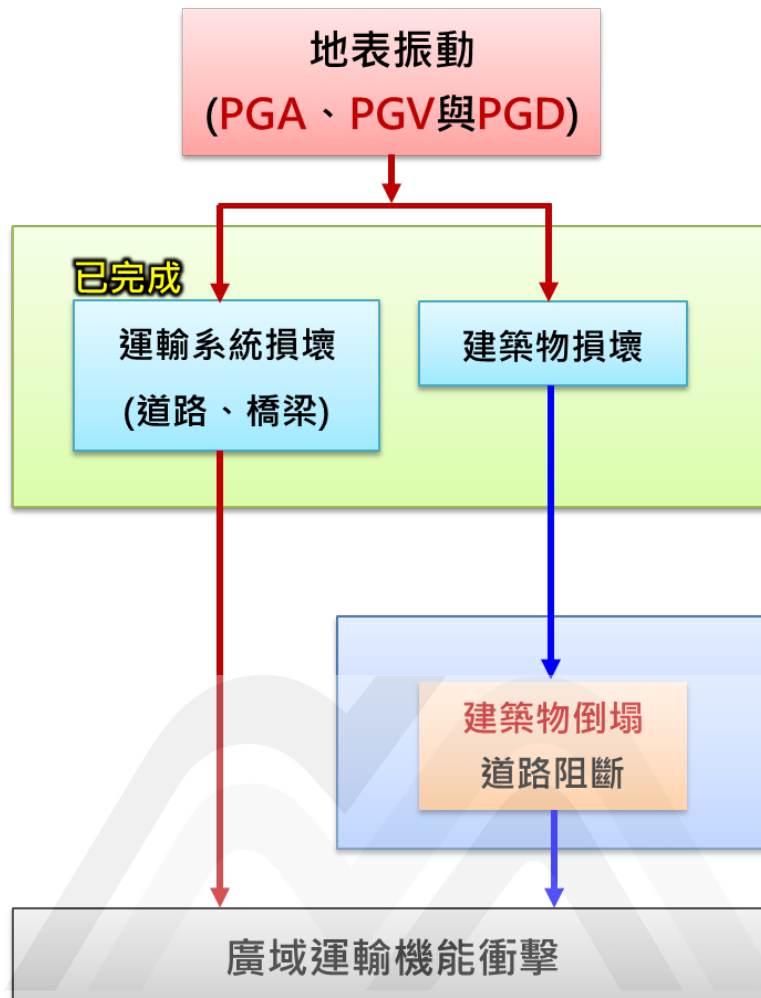 地表振動
(PGA、PGV與PGD)
已完成
運輸系統損壞
(道路、橋梁)
建築物損壞
建築物倒塌
道路阻斷
廣域運輸機能衝擊